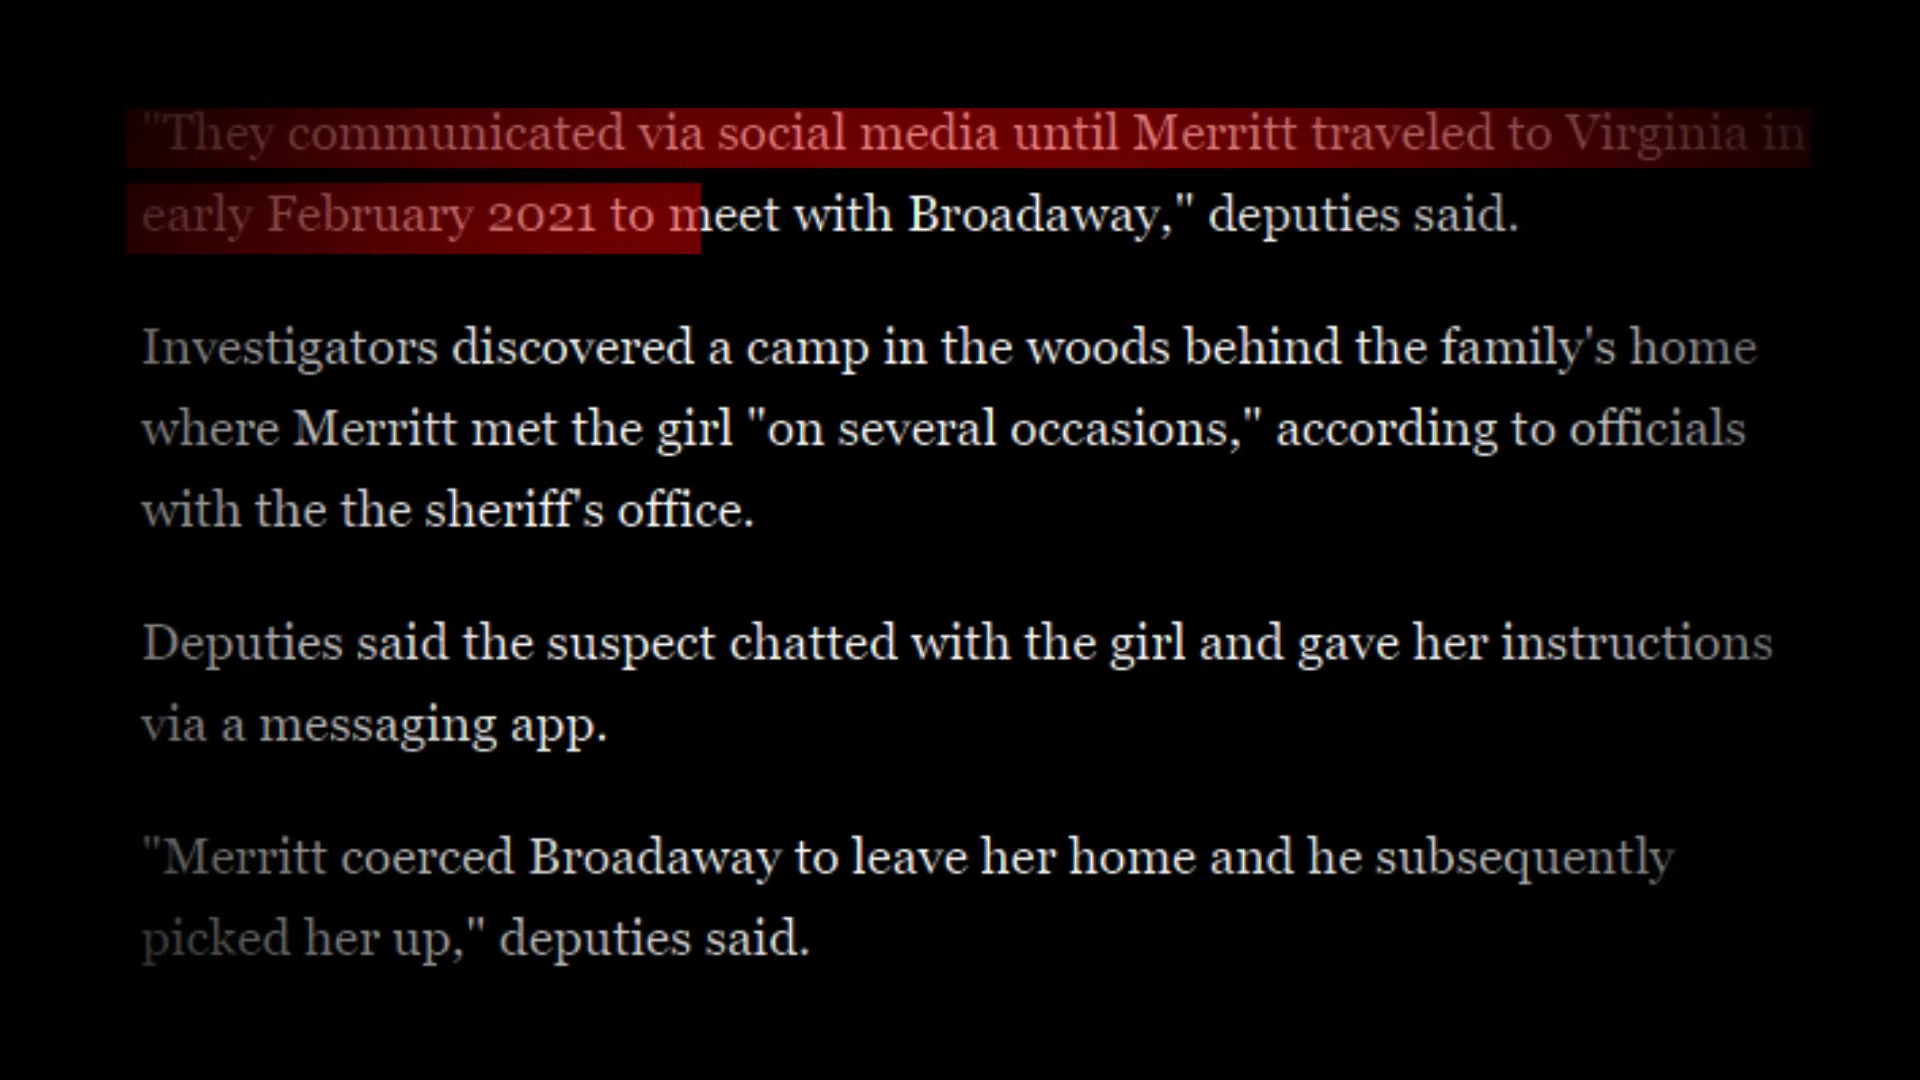 "They communicated via social media until Merritt traveled to Virginia in
early February 2021 to meet with Broadaway," deputies said.
Investigators discovered a camp in the woods behind the family's home
where Merritt met the girl "on several occasions," according to officials
with the the sheriff's office.
Deputies said the suspect chatted with the girl and gave her instructions
via a messaging app.
"Merritt coerced Broadaway to leave her home and he subsequently
picked her up," deputies said.